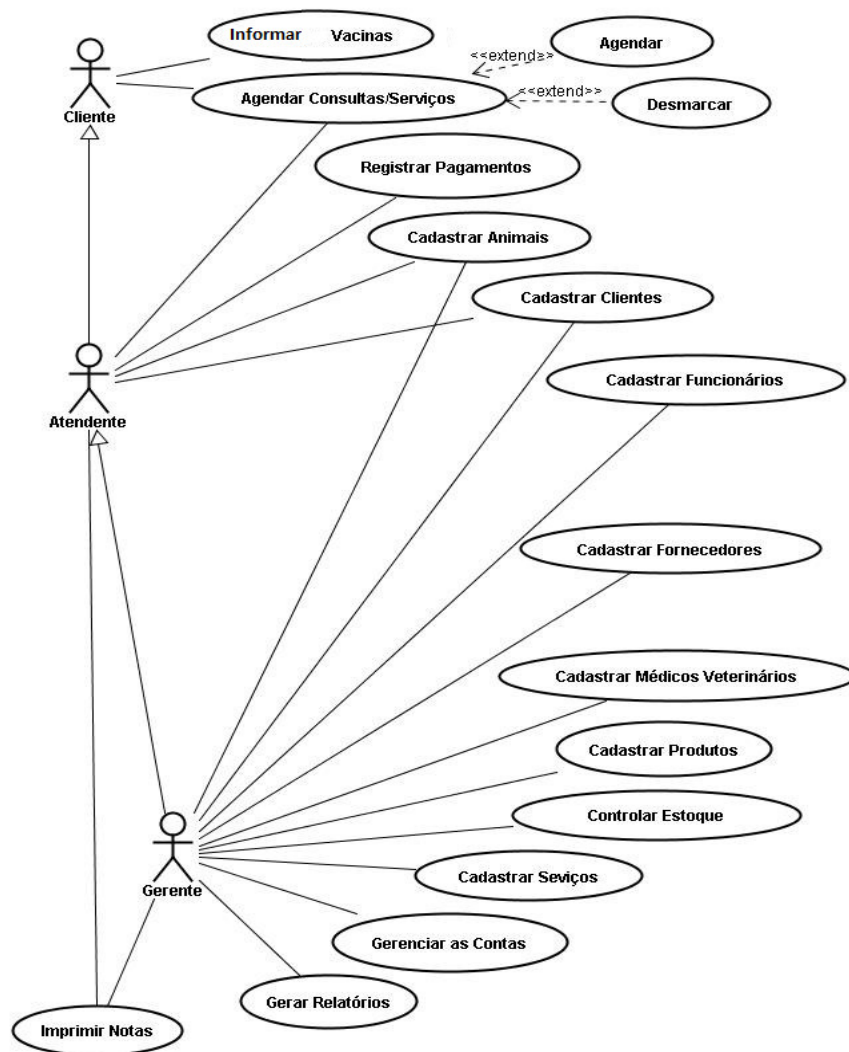 Informar Vacinas
<<extend>>
Agendar
Cliente
Agendar Consultas/Serviços
<<extend>>
Desmarcar
Registrar Pagamentos
Cadastrar Animais
Cadastrar Clientes
Cadastrar Funcionários
Atendente
Cadastrar Fornecedores
Cadastrar Médicos Veterinários
Cadastrar Produtos
Controlar Estoque
Cadastrar Seviços
Gerente
Gerenciar as Contas
Gerar Relatórios
Imprimir Notas